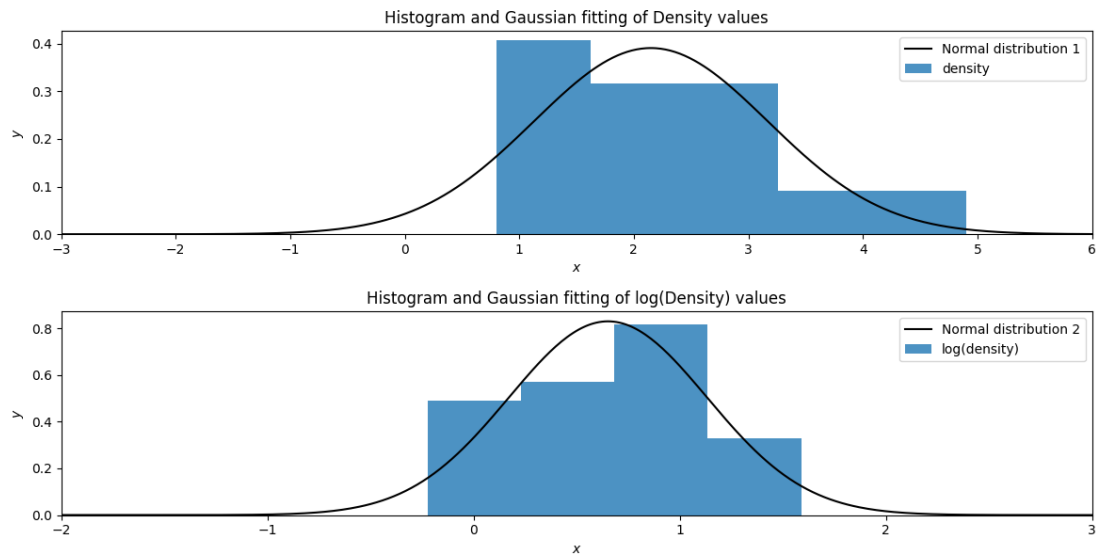 Histogram and Gaussian fitting of Density values
Normal distribution 1
density
y
0.4
0.3
0.2
0.1
0.0
−3 −2 −1 0 1 2 3 4 5 6
x
Histogram and Gaussian fitting of log(Density) values
Normal distribution 2
log(density)
y
0.8
0.6
0.4
0.2
0.0
−2 −1 0 1 2 3
x